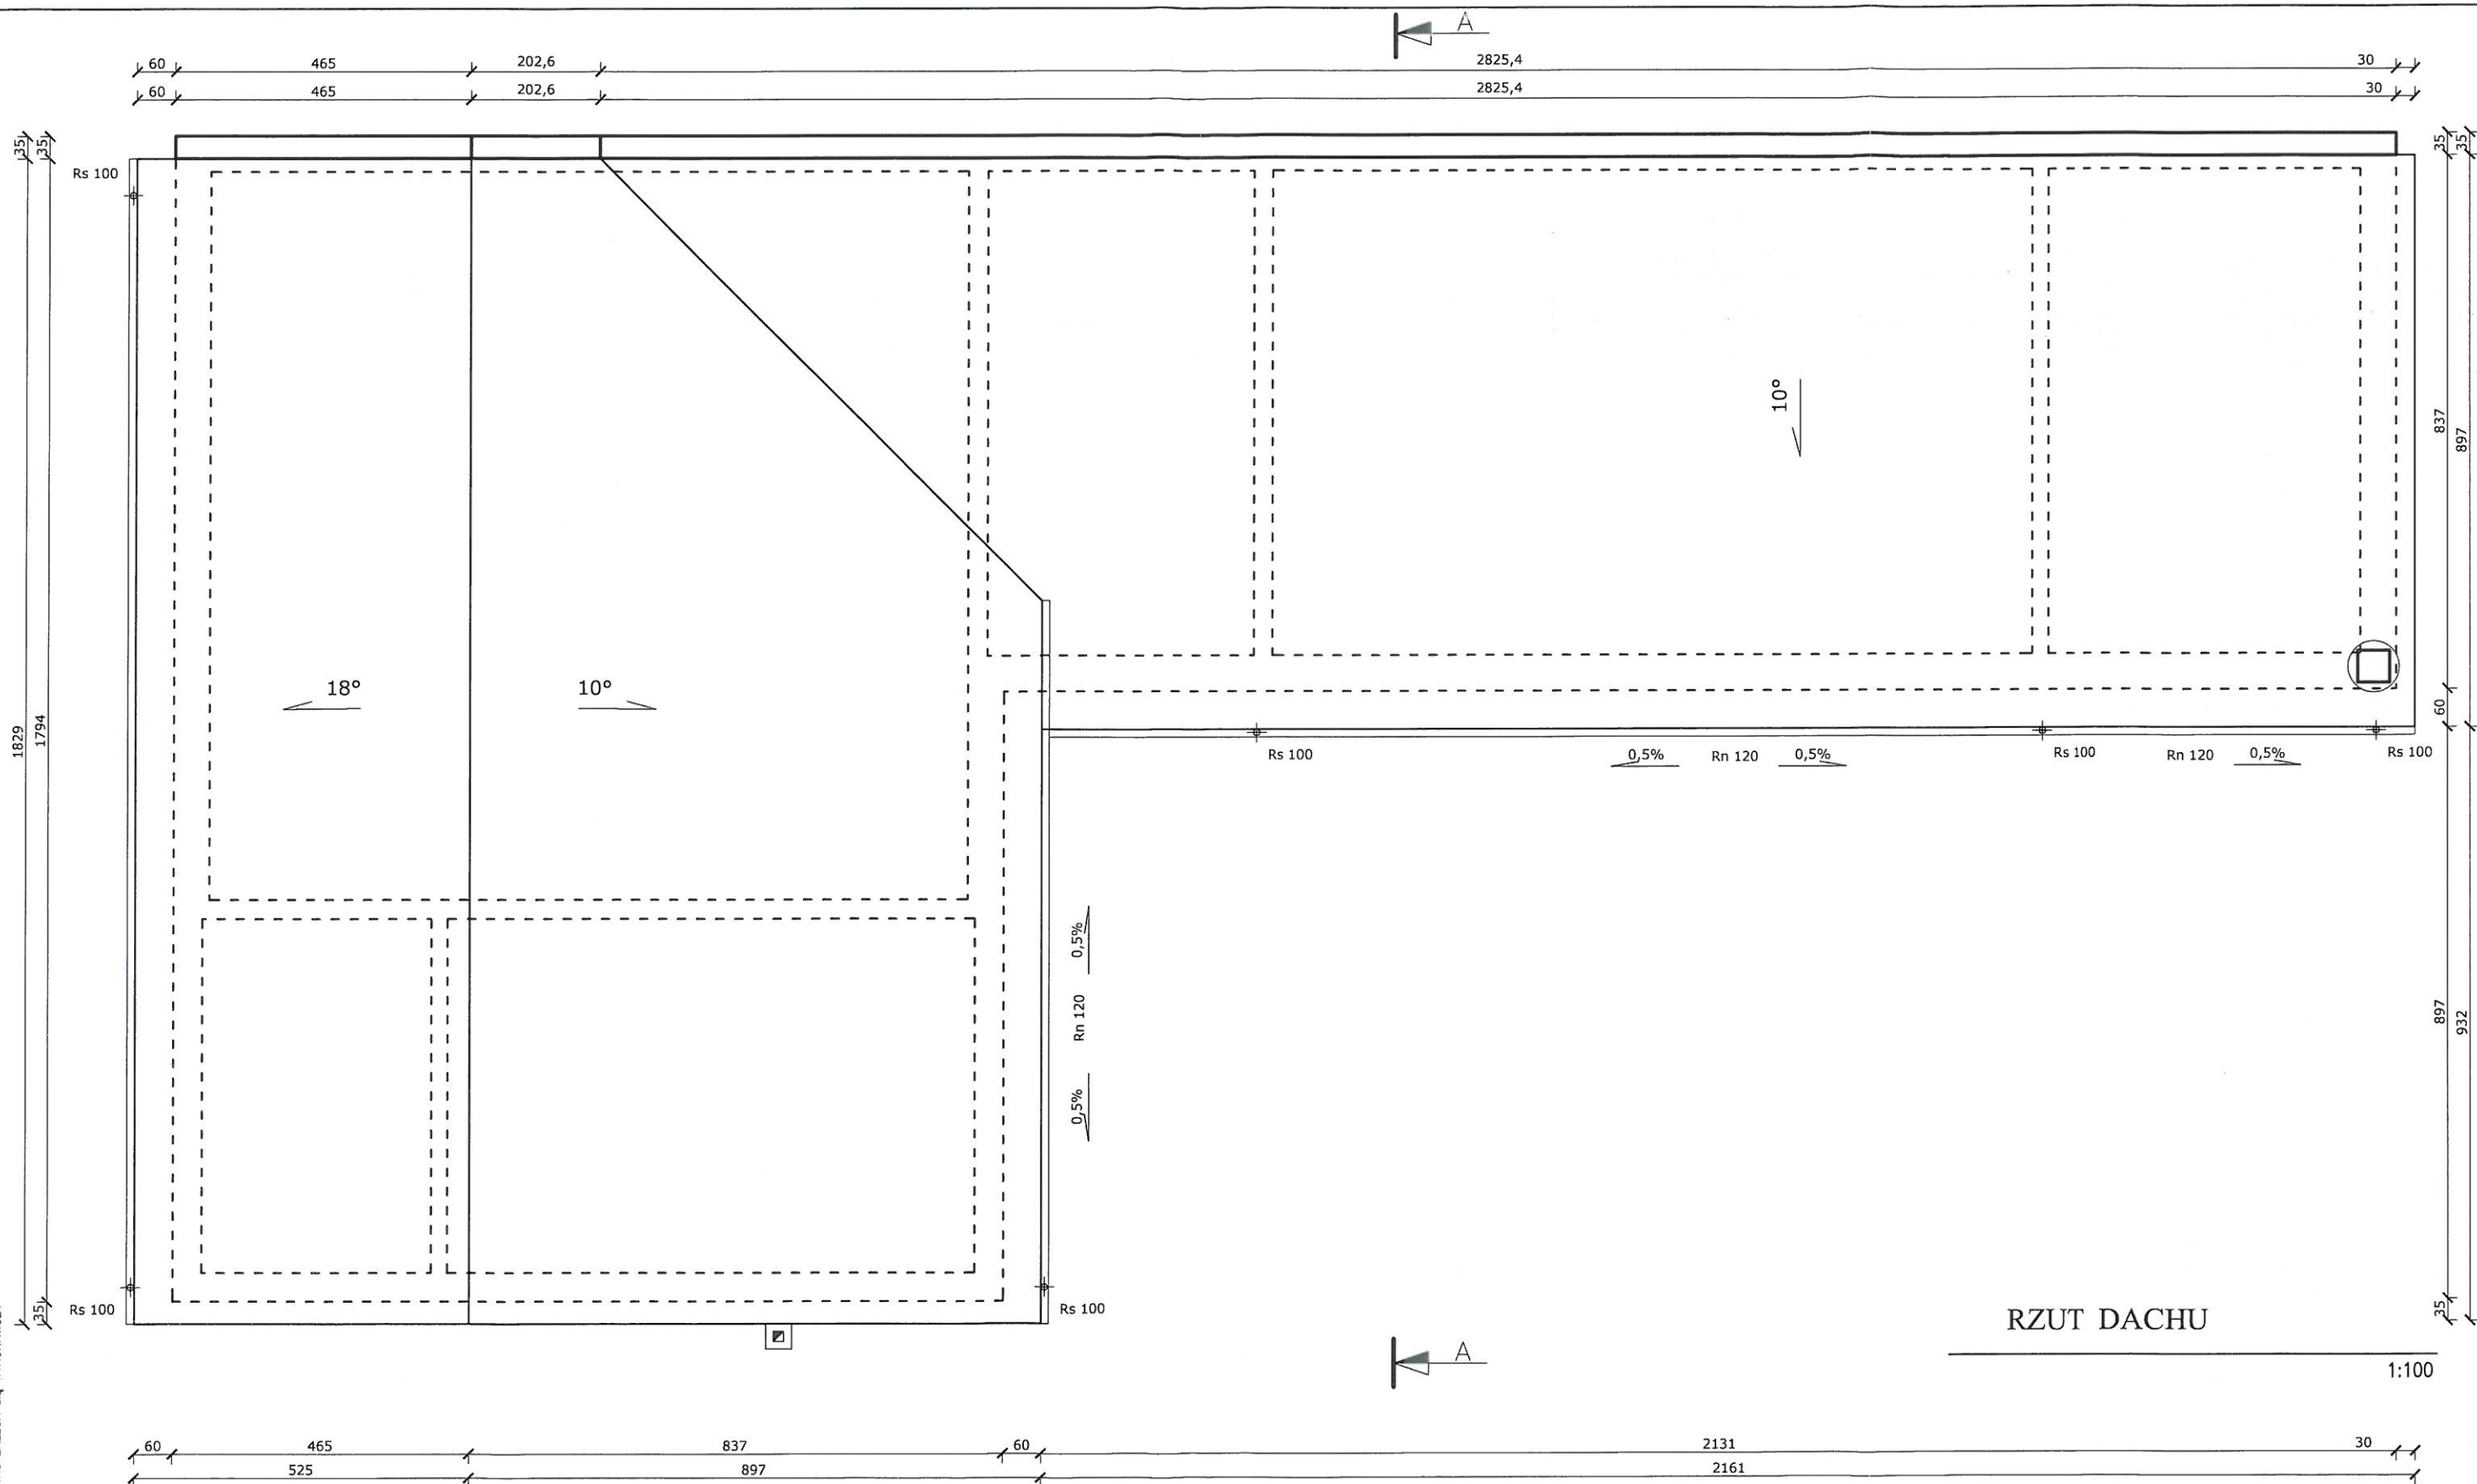 A
60 465 202,6 2825,4 30
60 465 202,6 2825,4 30
35 35 35 35
Rs 100
10°
837
897
18° 10°
1829
1794
60
Rs 100 0,5% Rn 120 0,5% Rs 100 Rn 120 0,5% Rs 100
0,5%
Rn 120
0,5%
897
932
Rs 100
35
Rs 100
35
RZUT DACHU
1:100
A
60 465 837 60 2131 30
525 897 2161